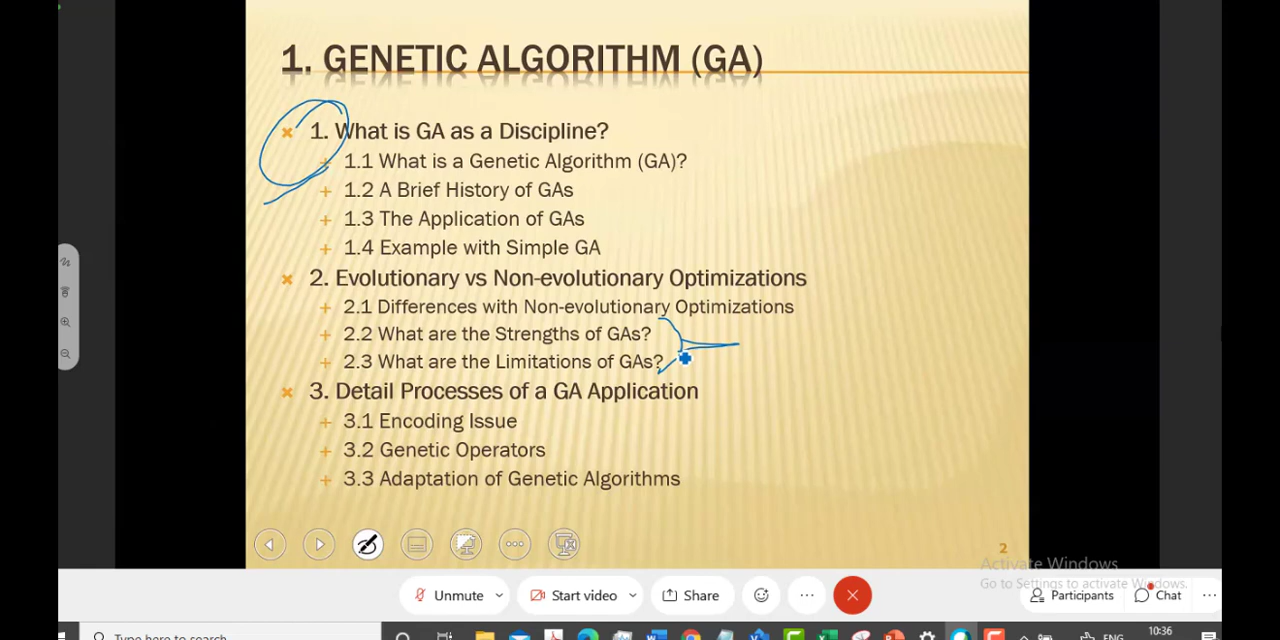 1. GENETIC ALGORITHM (GA)
1. What is GA as a Discipline?
1.1 What is a Genetic Algorithm (GA)?
1.2 A Brief History of GAs
1.3 The Application of GAs
1.4 Example with Simple GA
2. Evolutionary vs Non-evolutionary Optimizations
2.1 Differences with Non-evolutionary Optimizations
2.2 What are the Strengths of GAs?
2.3 What are the Limitations of GAs?
3. Detail Processes of a GA Application
3.1 Encoding Issue
3.2 Genetic Operators
3.3 Adaptation of Genetic Algorithms
2
Activate Windows
Go to Settings to activate Windows.
Unmute Start video Share Participants Chat
Type here to search ENG 10:36